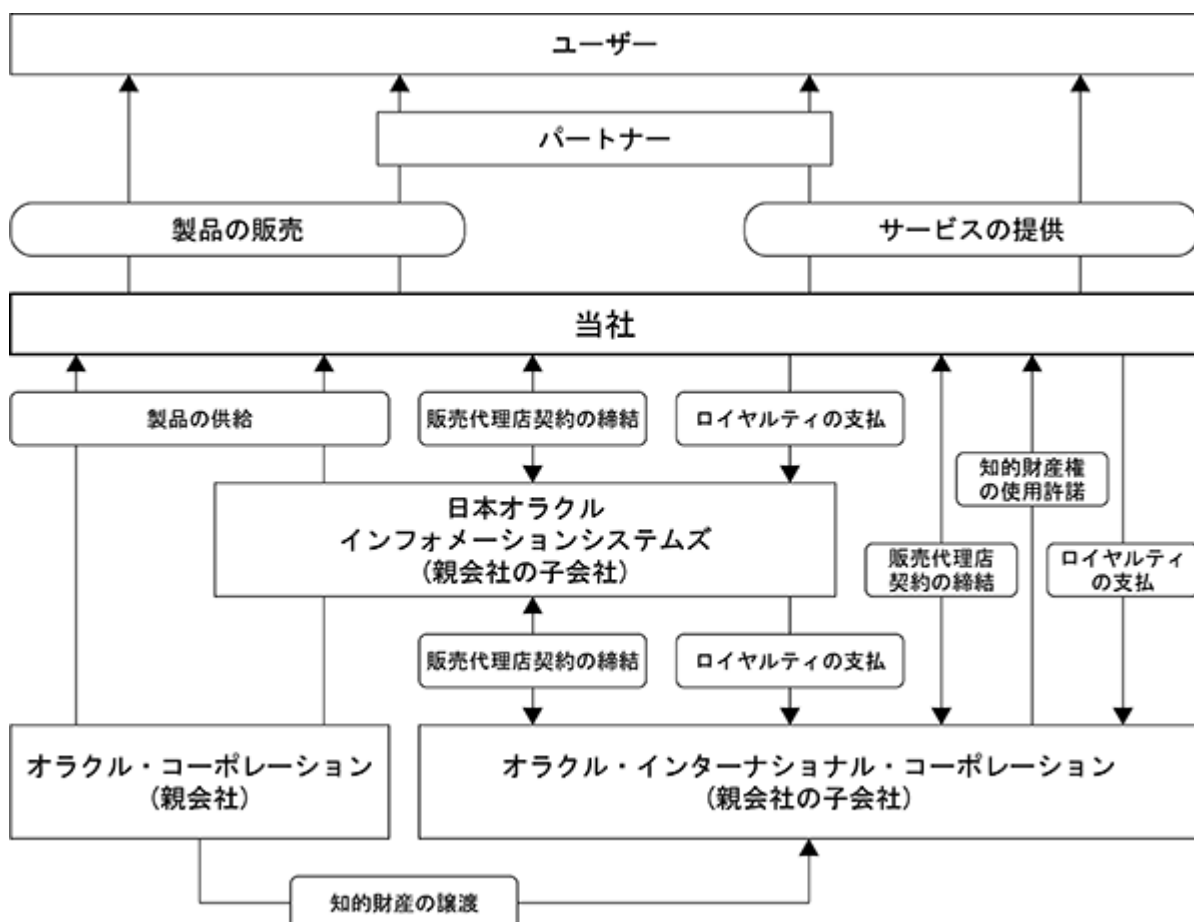 ユーザー
パートナー
製品の販売
サービスの提供
当社
製品の供給
販売代理店契約の締結
ロイヤルティの支払
知的財産権
の使用許諾
日本オラクル
インフォメーションシステムズ
(親会社の子会社)
販売代理店
契約の締結
ロイヤルティ
の支払
販売代理店契約の締結
ロイヤルティの支払
オラクル・コーポレーション
(親会社)
オラクル・インターナショナル・コーポレーション
(親会社の子会社)
知的財産の譲渡